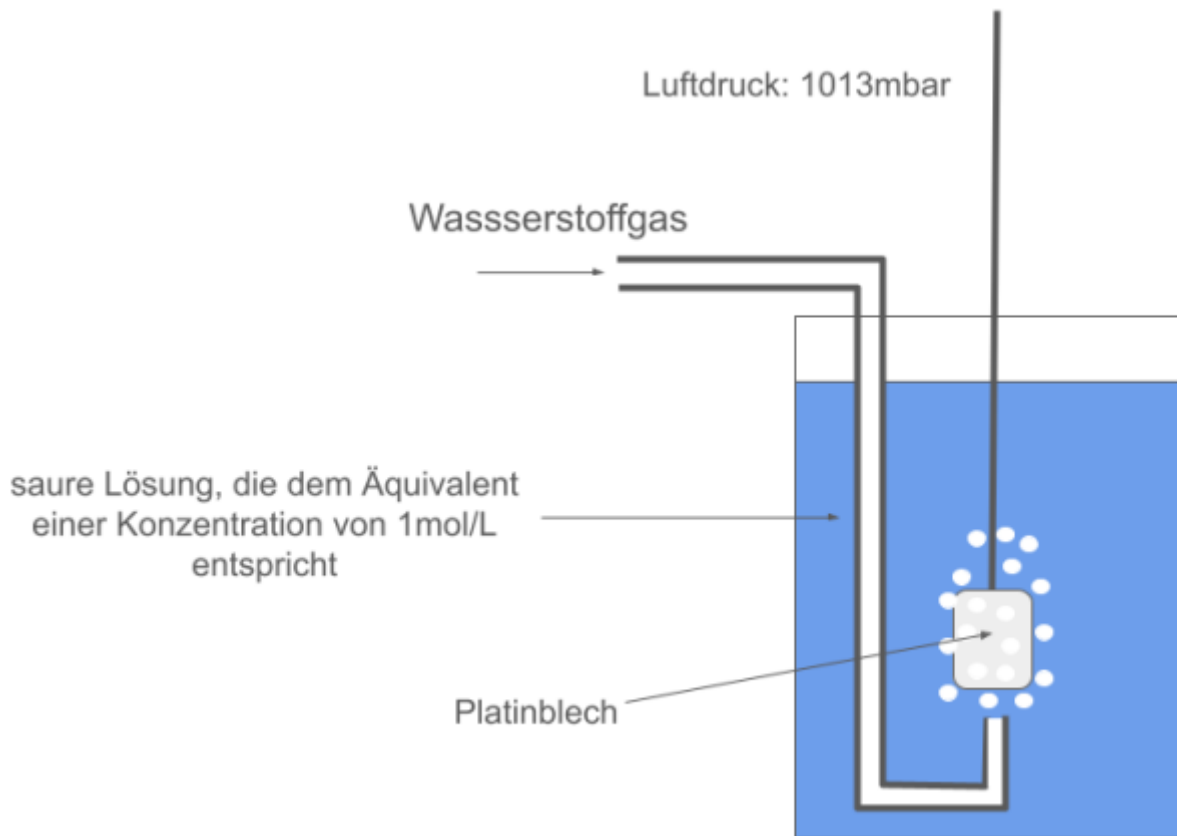 Luftdruck: 1013mbar
Wassserstoffgas
saure Lösung, die dem Äquivalent
einer Konzentration von 1mol/L
entspricht
Platinblech